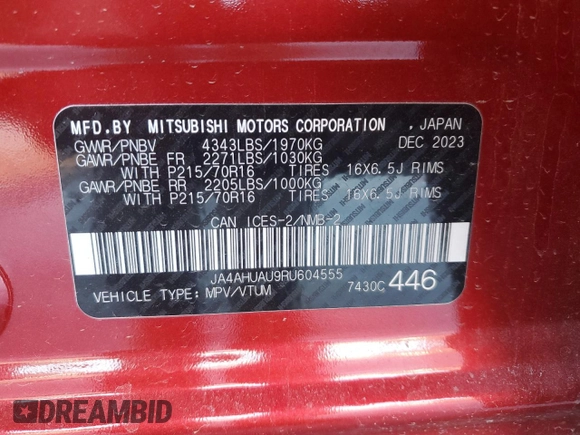 MFD.BY MITSUBISHI MOTORS CORPORATION , JAPAN
GVWR/PNBV 4343LBS/1970KG DEC 2023
GAWR/PNBE FR 2271LBS/1030KG
WITH P215/70R16 TIRES 16X6.5J RIMS
GAWR/PNBE RR 2205LBS/1000KG
WITH P215/70R16 TIRES 16X6.5J RIMS
CAN ICES-2/NMB-2
JA4AHUAU9RU604555
VEHICLE TYPE: MPV/VTUM 7430C 446
DREAMBID